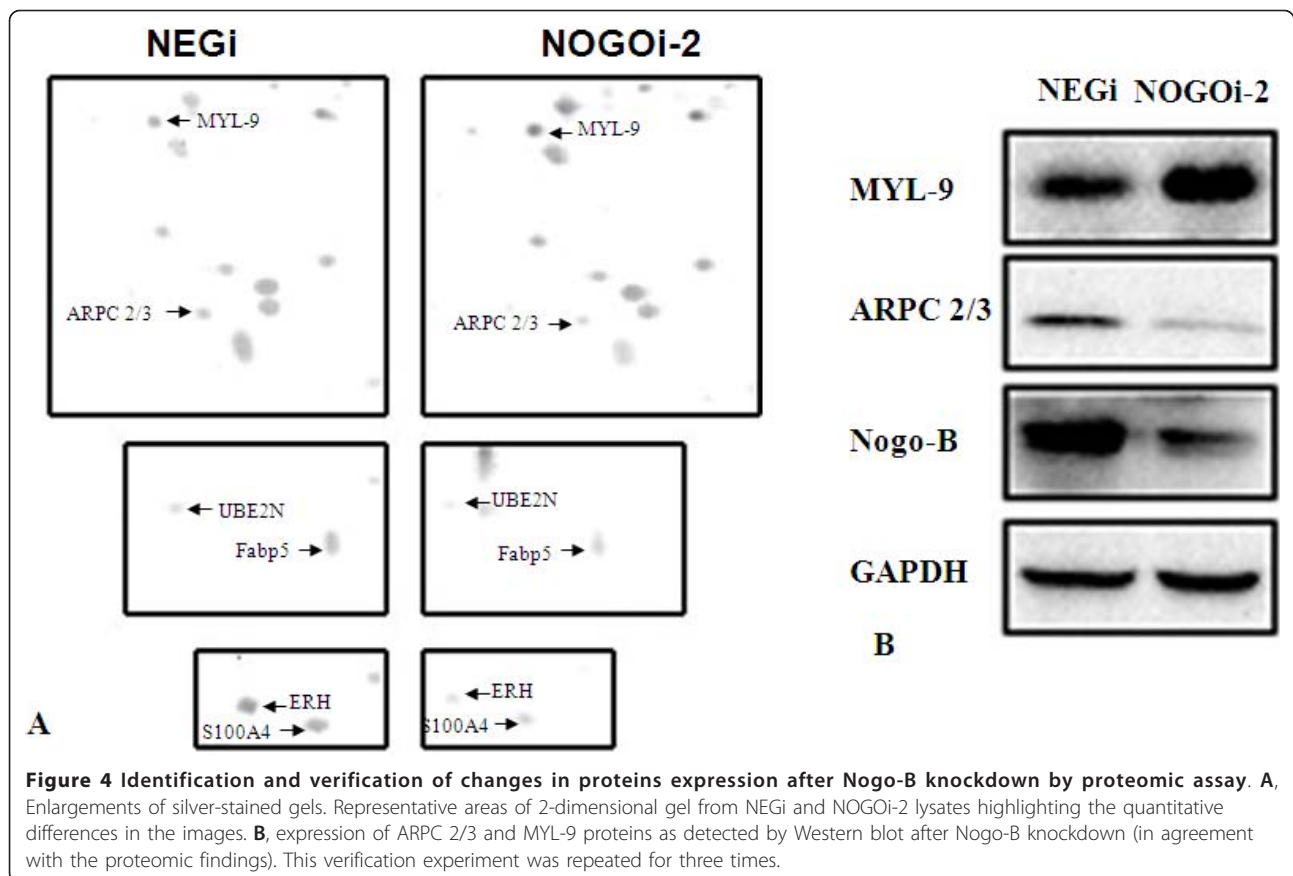 NEGi NOGOi-2
MYL-9 MYL-9
ARPC 2/3 ARPC 2/3
UBE2N UBE2N
Fabp5 Fabp5
ERH ERH
S100A4 S100A4
A
NEGi NOGOi-2
MYL-9
ARPC 2/3
Nogo-B
GAPDH
B
Figure 4 Identification and verification of changes in proteins expression after Nogo-B knockdown by proteomic assay. A,
Enlargements of silver-stained gels. Representative areas of 2-dimensional gel from NEGi and NOGOi-2 lysates highlighting the quantitative
differences in the images. B, expression of ARPC 2/3 and MYL-9 proteins as detected by Western blot after Nogo-B knockdown (in agreement
with the proteomic findings). This verification experiment was repeated for three times.